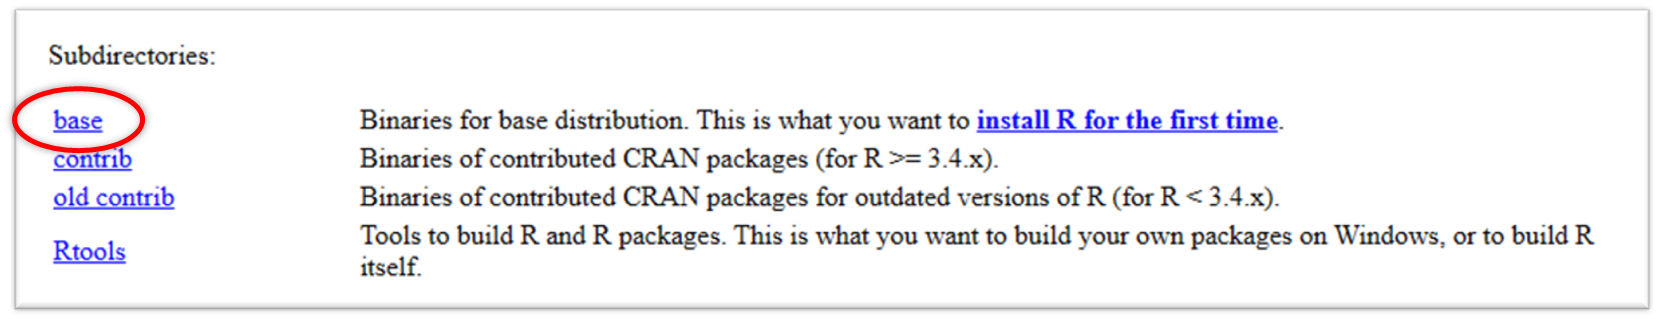 Subdirectories:
base Binaries for base distribution. This is what you want to install R for the first time.
contrib Binaries of contributed CRAN packages (for R >= 3.4.x).
old contrib Binaries of contributed CRAN packages for outdated versions of R (for R < 3.4.x).
Rtools Tools to build R and R packages. This is what you want to build your own packages on Windows, or to build R
itself.